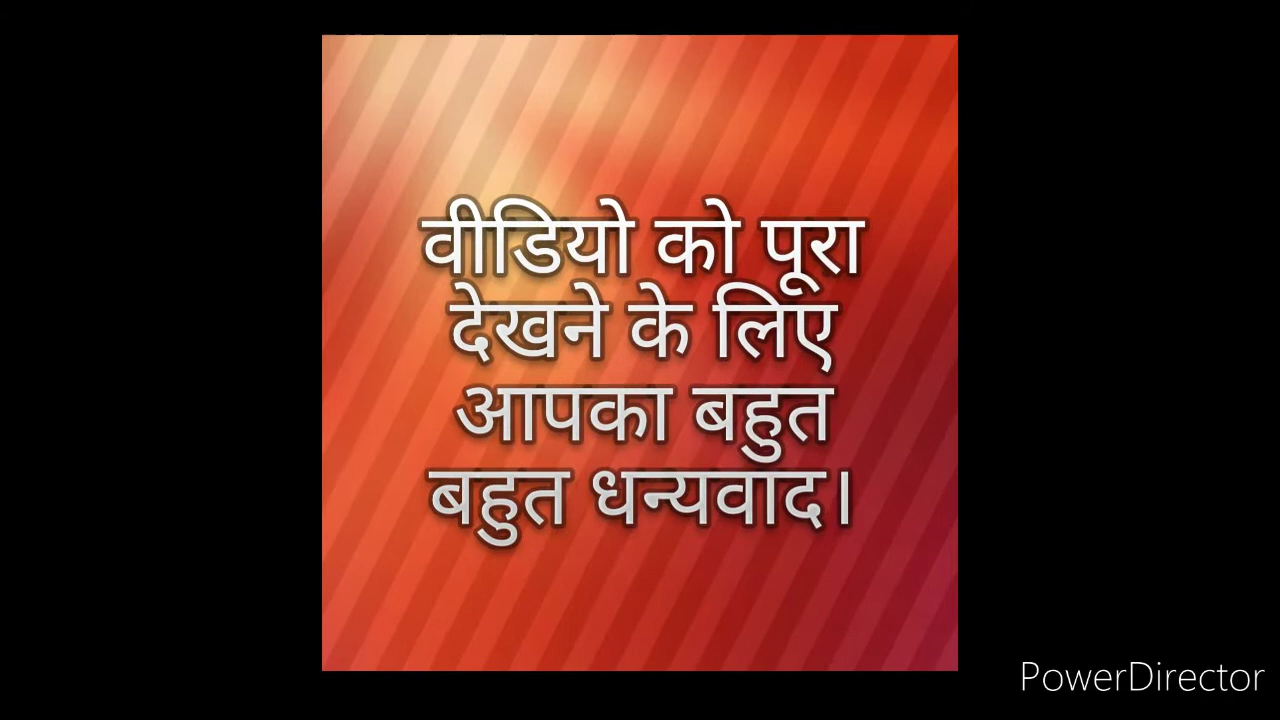 वीडियो को पूरा
देखने के लिए
आपका बहुत
बहुत धन्यवाद।
PowerDirector